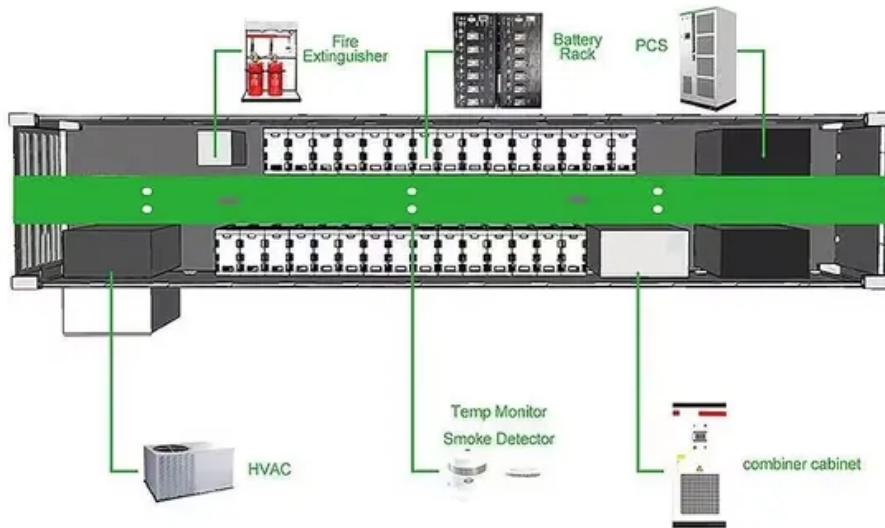 Fire
Extinguisher
Battery
Rack
PCS
HVAC
Temp Monitor
Smoke Detector
combiner cabinet